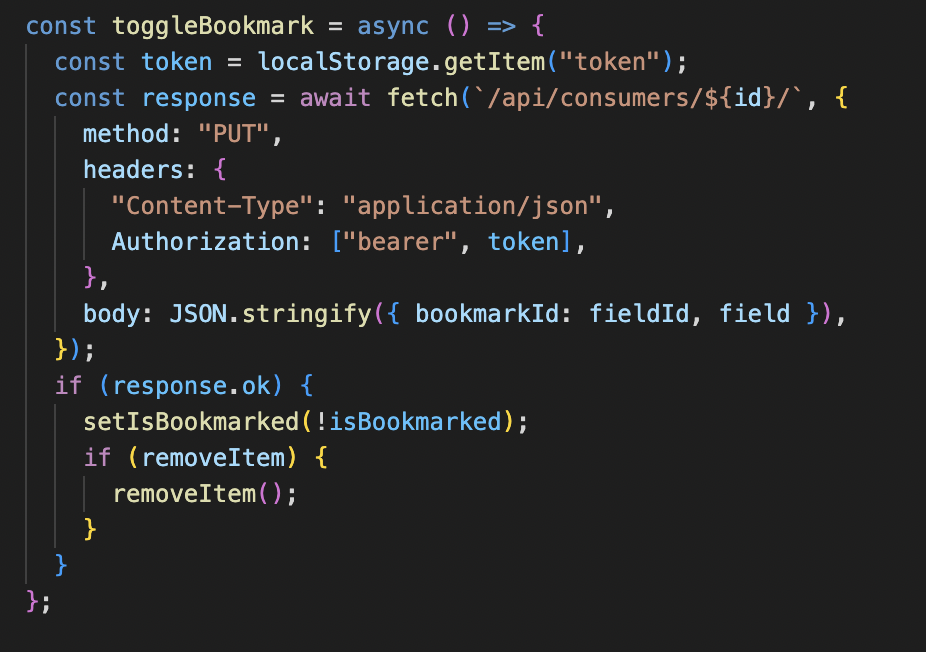 const toggleBookmark = async () => {
  const token = localStorage.getItem("token");
  const response = await fetch(`/api/consumers/${id}/`, {
    method: "PUT",
    headers: {
      "Content-Type": "application/json",
      Authorization: ["bearer", token],
    },
    body: JSON.stringify({ bookmarkId: fieldId, field }),
  });
  if (response.ok) {
    setIsBookmarked(!isBookmarked);
    if (removeItem) {
      removeItem();
    }
  }
};